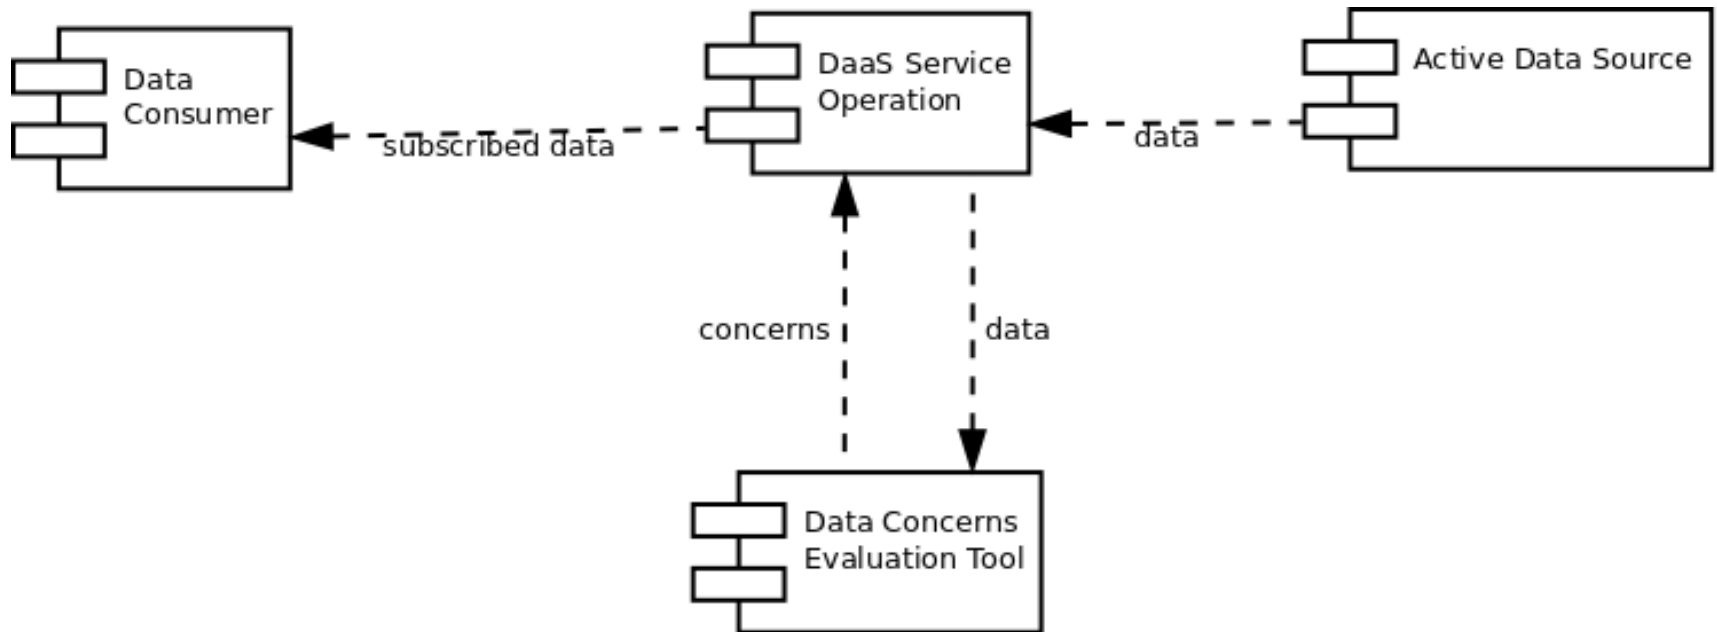 Data
Consumer
subscribed data
DaaS Service
Operation
data
Active Data Source
concerns
data
Data Concerns
Evaluation Tool